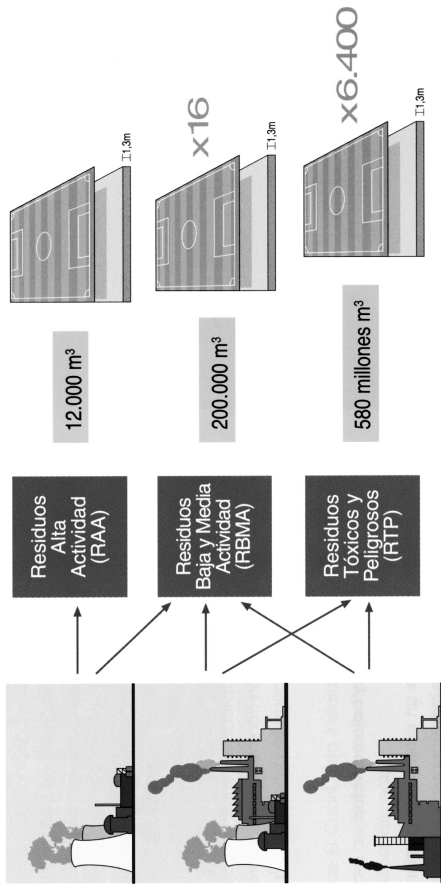 Residuos
Alta
Actividad
(RAA)
12.000 m³
1,3m
Residuos
Baja y Media
Actividad
(RBMA)
200.000 m³
x16
1,3m
Residuos
Tóxicos y
Peligrosos
(RTP)
580 millones m³
x6.400
1,3m